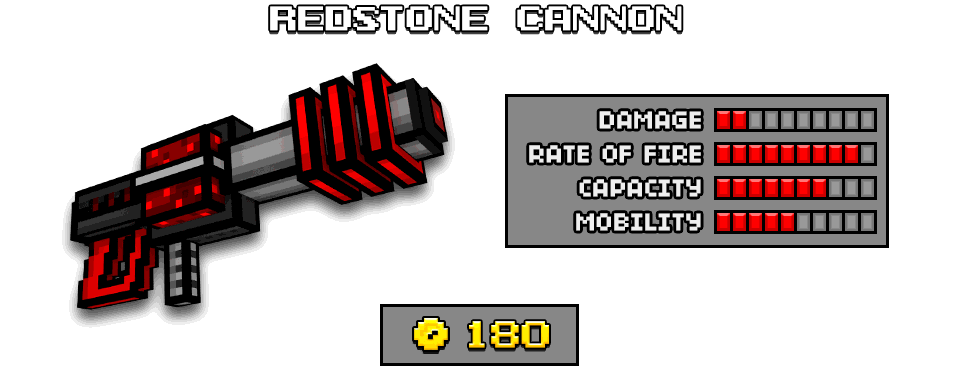 REDSTONE CANNON
DAMAGE
RATE OF FIRE
CAPACITY
MOBILITY
180